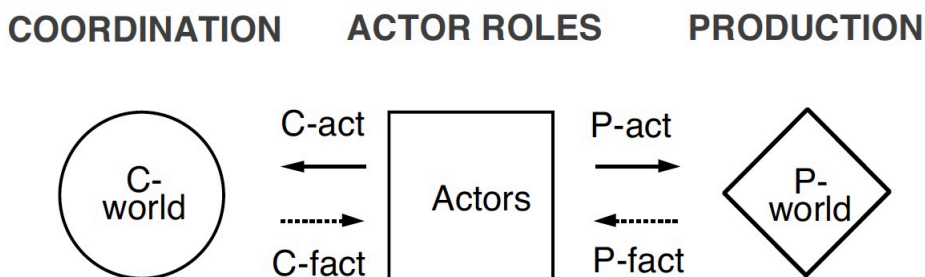 COORDINATION ACTOR ROLES PRODUCTION
C-act P-act
C-
world
Actors
P-
world
C-fact P-fact